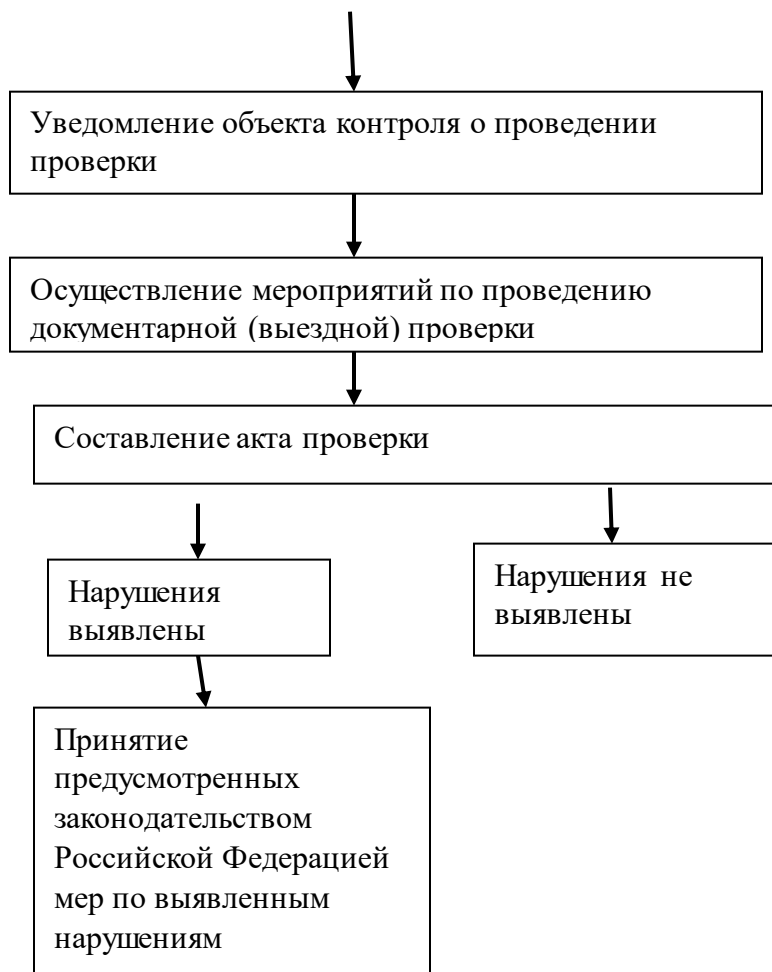 Уведомление объекта контроля о проведении
проверки
Осуществление мероприятий по проведению
документарной (выездной) проверки
Составление акта проверки
Нарушения
выявлены
Нарушения не
выявлены
Принятие
предусмотренных
законодательством
Российской Федерацией
мер по выявленным
нарушениям